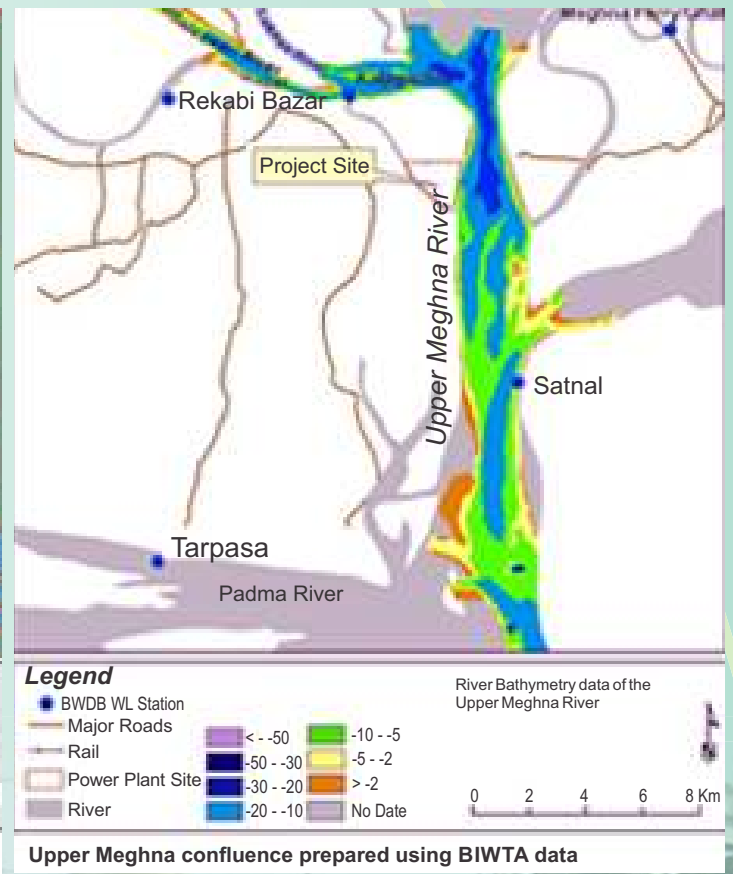 Rekabi Bazar
Project Site
Upper Meghna River
Satnal
Tarpasa
Padma River
Legend
BWDB WL Station
Major Roads
Rail
Power Plant Site
River
< - -50
-50 - -30
-30 - -20
-20 - -10
-10 - -5
-5 - -2
> -2
No Date
River Bathymetry data of the
Upper Meghna River
0 2 4 6 8 Km
Upper Meghna confluence prepared using BIWTA data